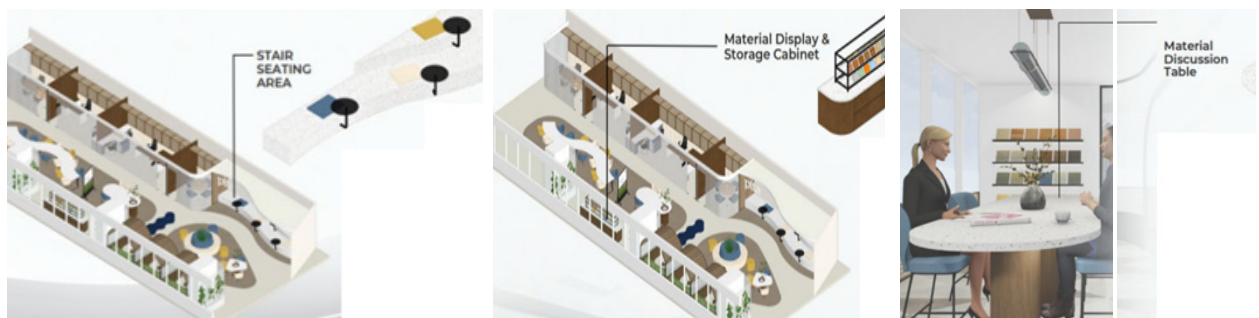 STAIR
SEATING
AREA
Material Display &
Storage Cabinet
Material
Discussion
Table